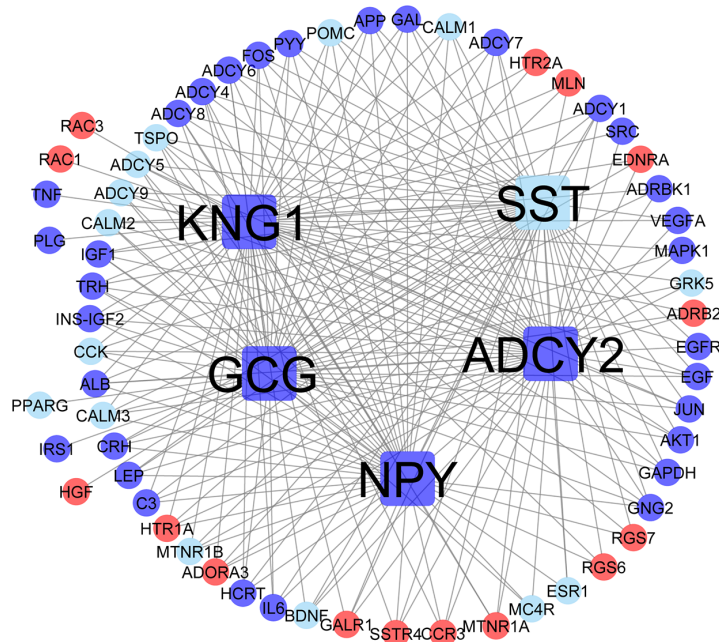 APP
GAL
CALM1
POMC
PYY
ADCY7
FOS
HTR2A
ADCY6
MLN
ADCY4
ADCY8
ADCY1
RAC3
TSPO
SRC
RAC1
ADCY5
EDNRA
TNF
ADCY9
ADRBK1
KNG1
SST
CALM2
VEGFA
PLG
IGF1
MAPK1
TRH
GRK5
INS-IGF2
ADRB2
CCK
EGFR
GCG
ADCY2
ALB
EGF
PPARG
CALM3
JUN
IRS1
CRH
AKT1
LEP
GAPDH
NPY
HGF
C3
GNG2
HTR1A
RGS7
MTNR1B
ADORA3
RGS6
HCRT
ESR1
IL6
BDNF
MC4R
GALR1
SSTR4
CCR3
MTNR1A